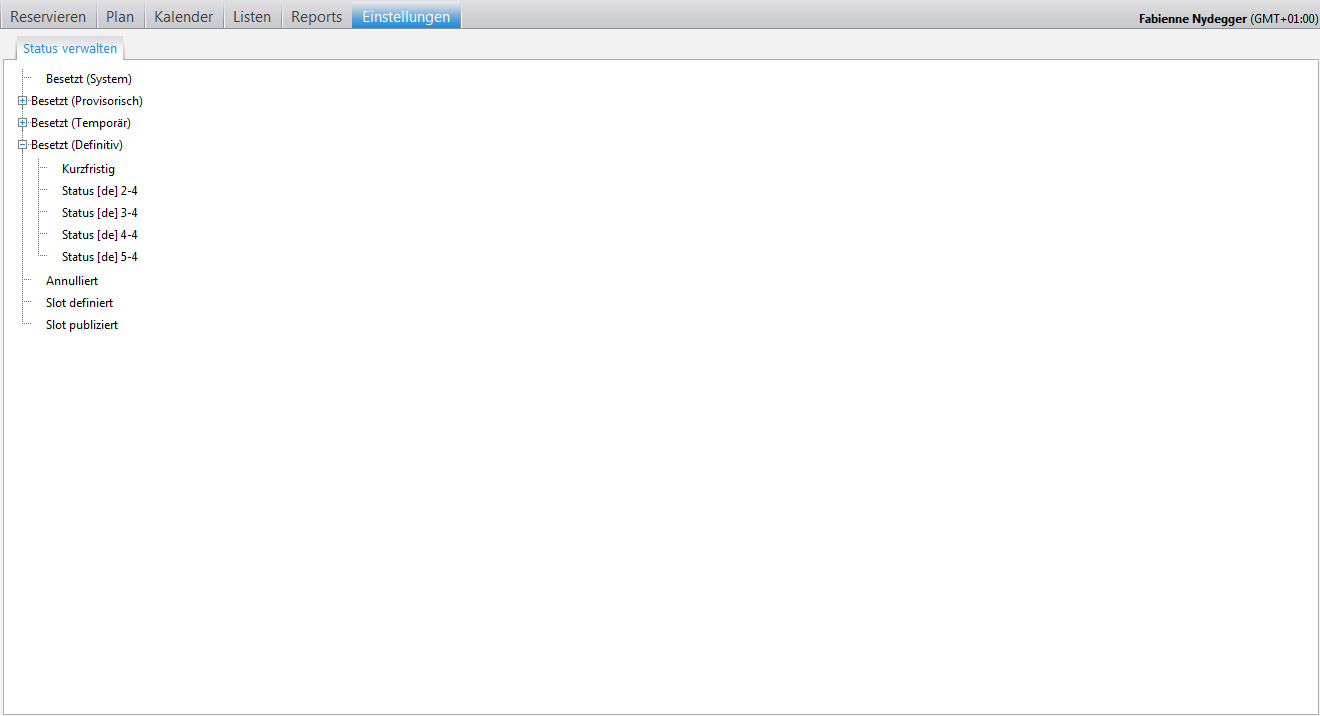 Reservieren Plan Kalender Listen Reports Einstellungen Fabienne Nydegger (GMT+01:00)
Status verwalten
Besetzt (System)
Besetzt (Provisorisch)
Besetzt (Temporär)
Besetzt (Definitiv)
Kurzfristig
Status [de] 2-4
Status [de] 3-4
Status [de] 4-4
Status [de] 5-4
Annulliert
Slot definiert
Slot publiziert